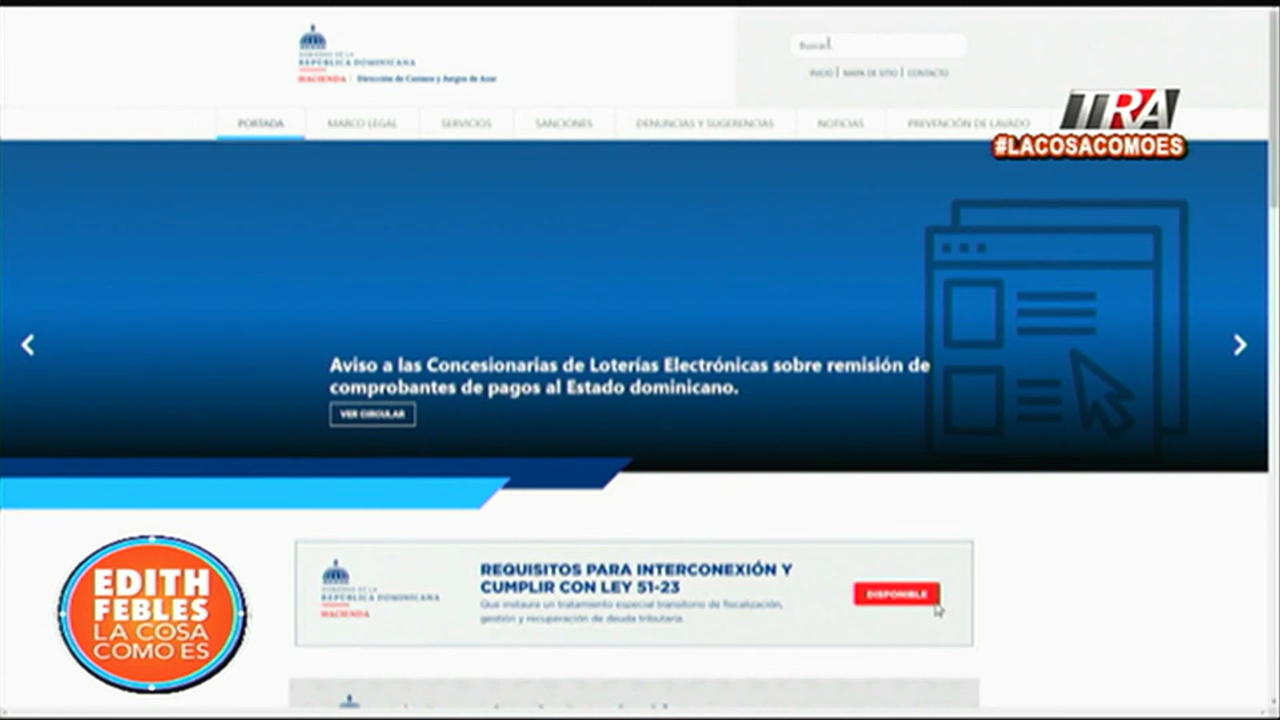 GOBIERNO DE LA
REPÚBLICA DOMINICANA
HACIENDA | Dirección de Casinos y Juegos de Azar
Buscar
INICIO | MAPA DE SITIO | CONTACTO
PORTADA MARCO LEGAL SERVICIOS SANCIONES DENUNCIAS Y SUGERENCIAS NOTICIAS PREVENCIÓN DE LAVADO
TRA
#LACOSACOMOES
Aviso a las Concesionarias de Loterías Electrónicas sobre remisión de
comprobantes de pagos al Estado dominicano.
VER CIRCULAR
EDITH
FEBLES
LA COSA
COMO ES
GOBIERNO DE LA
REPÚBLICA DOMINICANA
HACIENDA
REQUISITOS PARA INTERCONEXIÓN Y
CUMPLIR CON LEY 51-23
Que instaura un tratamiento especial transitorio de fiscalización,
gestión y recuperación de deuda tributaria.
DISPONIBLE